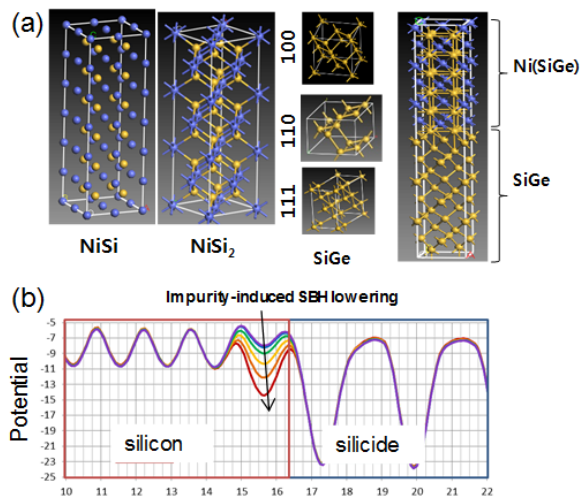 (a)
100
110
111
Ni(SiGe)
SiGe
NiSi
NiSi2
SiGe
(b)
Impurity-induced SBH lowering
Potential
-5
-7
-9
-11
-13
-15
-17
-19
-21
-23
-25
silicon
silicide
10 11 12 13 14 15 16 17 18 19 20 21 22